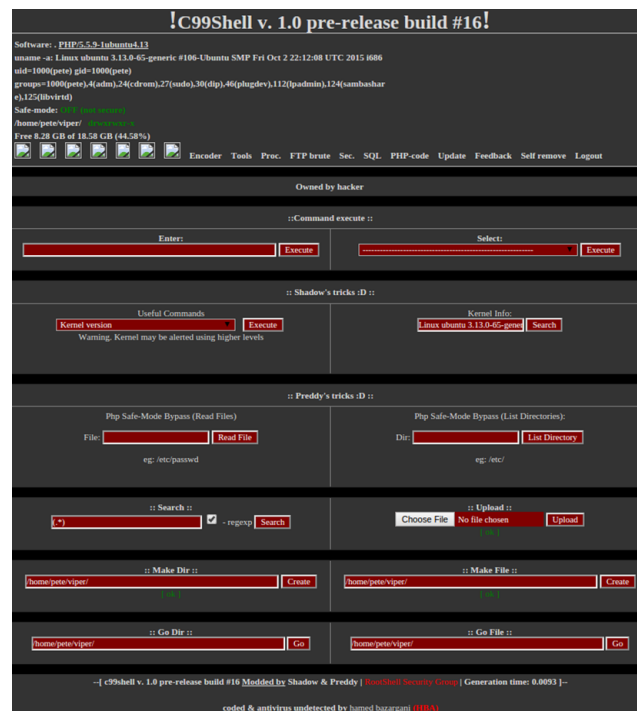 !C99Shell v. 1.0 pre-release build #16!
Software: . PHP/5.5.9-1ubuntu4.13
uname -a: Linux ubuntu 3.13.0-65-generic #106-Ubuntu SMP Fri Oct 2 22:12:08 UTC 2015 i686
uid=1000(pete) gid=1000(pete)
groups=1000(pete),4(adm),24(cdrom),27(sudo),30(dip),46(plugdev),112(lpadmin),124(sambashar
e),125(libvirtd)
Safe-mode: OFF (not secure)
/home/pete/viper/ drwxrwxr-x
Free 8.28 GB of 18.58 GB (44.58%)
Encoder Tools Proc. FTP brute Sec. SQL PHP-code Update Feedback Self remove Logout
Owned by hacker
::Command execute ::
Enter:
Execute
Select:
------------------------------------------------------------
Execute
:: Shadow's tricks :D ::
Useful Commands
Kernel version Execute
Warning. Kernel may be alerted using higher levels
Kernel Info:
Linux ubuntu 3.13.0-65-gener Search
:: Preddy's tricks :D ::
Php Safe-Mode Bypass (Read Files)
File: Read File
eg: /etc/passwd
Php Safe-Mode Bypass (List Directories):
Dir: List Directory
eg: /etc/
:: Search ::
(.*) - regexp Search
:: Upload ::
Choose File No file chosen Upload
[ ok ]
:: Make Dir ::
/home/pete/viper/ Create
[ ok ]
:: Make File ::
/home/pete/viper/ Create
[ ok ]
:: Go Dir ::
/home/pete/viper/ Go
:: Go File ::
/home/pete/viper/ Go
--[ c99shell v. 1.0 pre-release build #16 Modded by Shadow & Preddy | RootShell Security Group | Generation time: 0.0093 ]--
coded & antivirus undetected by hamed bazargani (HBA)